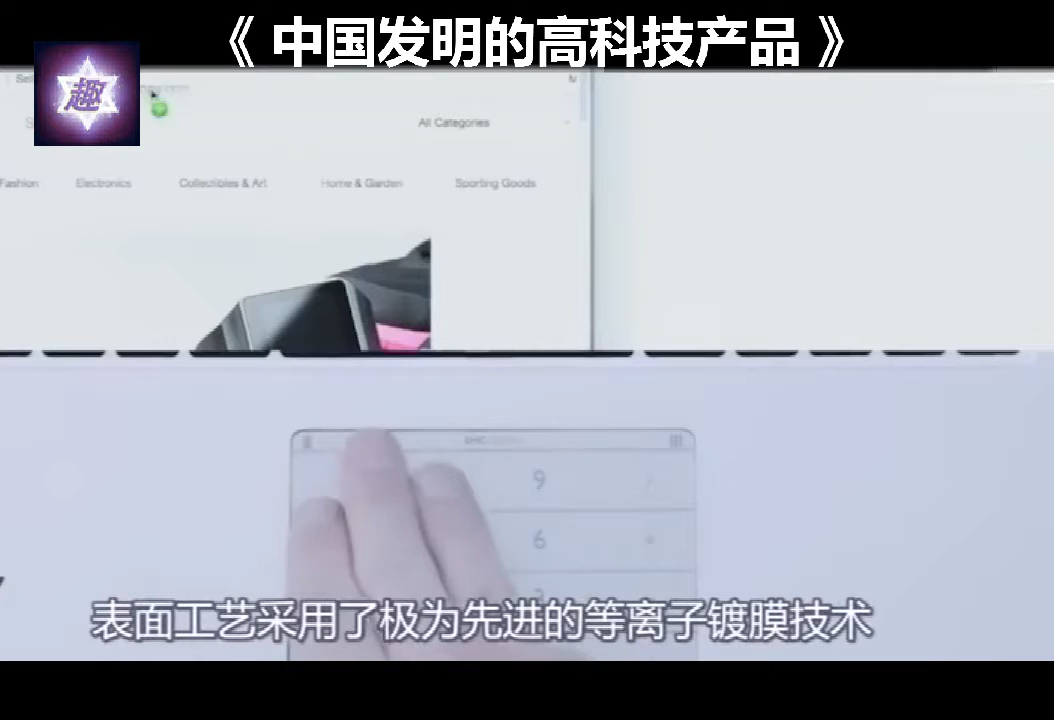 《 中国发明的高科技产品 》
趣
Sell
All Categories
Fashion Electronics Collectibles & Art Home & Garden Sporting Goods
9
6
表面工艺采用了极为先进的等离子镀膜技术